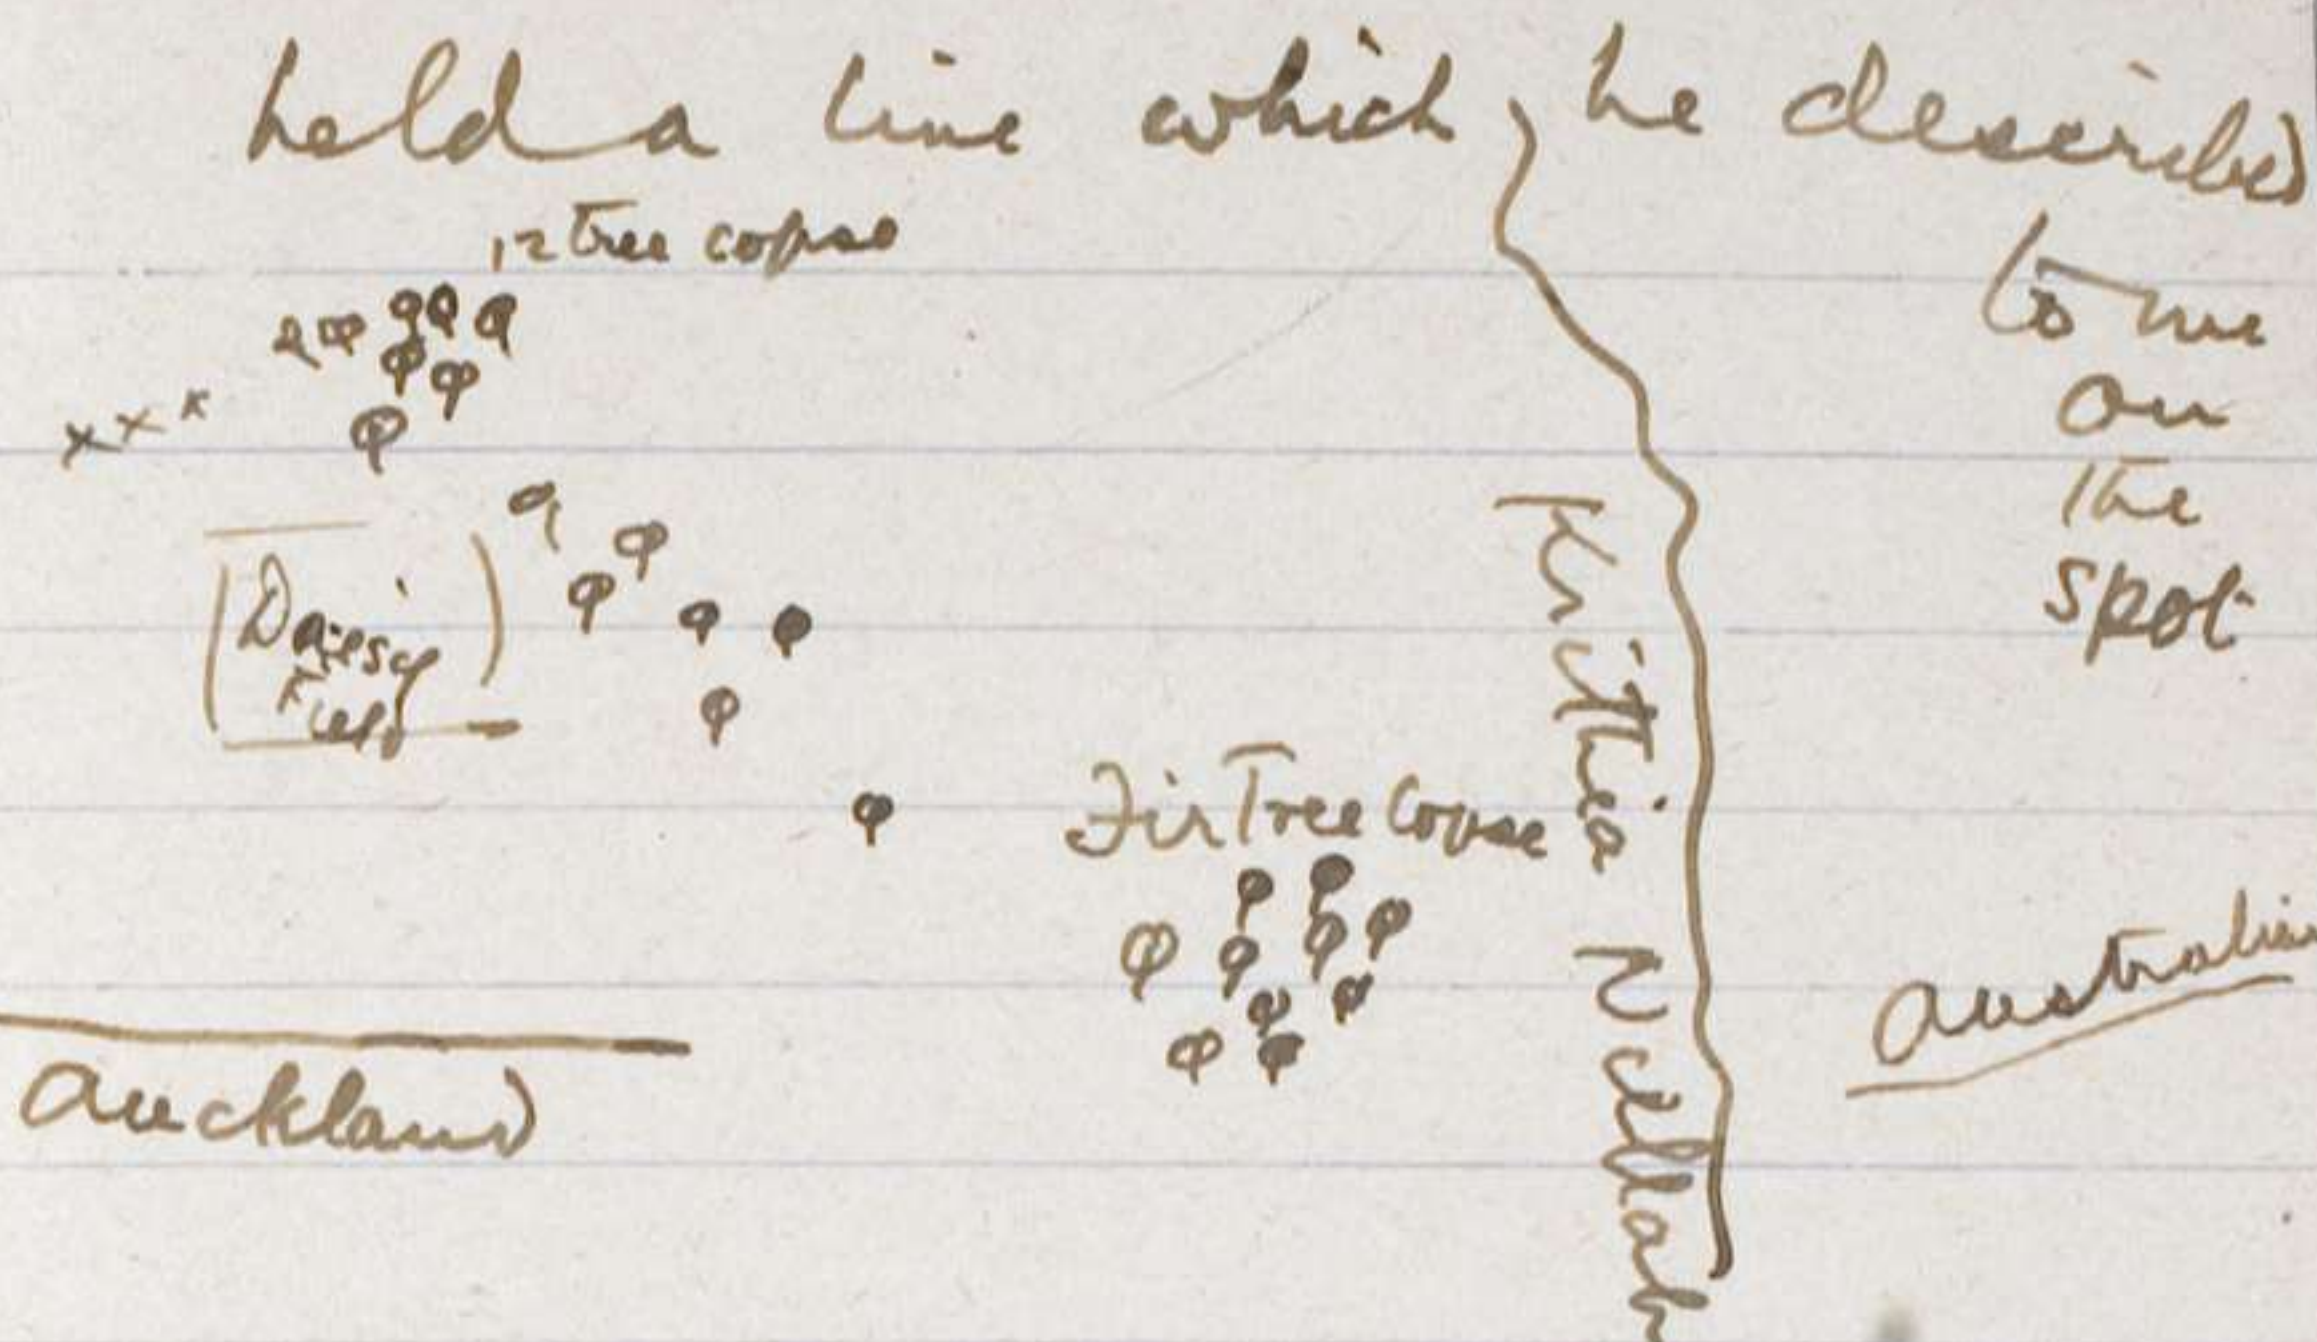 held a line which he described
to me
on
the
spot
12 tree copse
x x x
Daiesy
Field
Fir Tree Copse
Krithia Nullah
Australian
Auckland